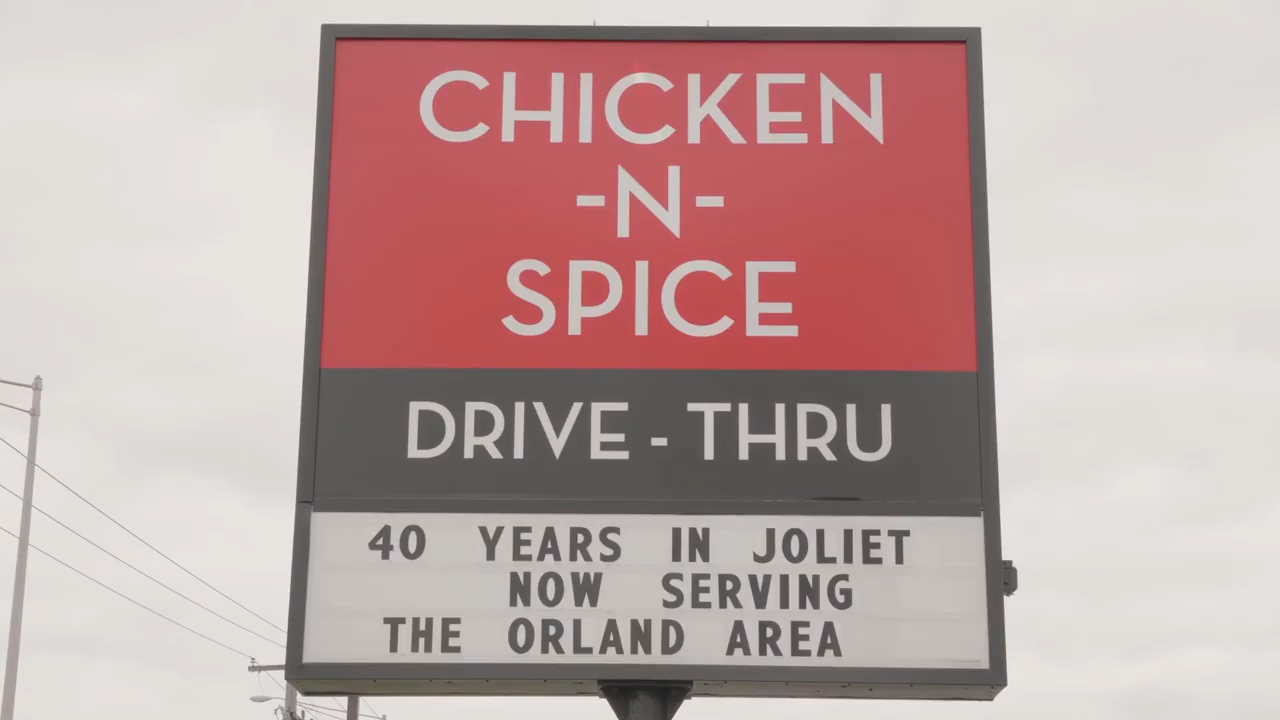 CHICKEN
-N-
SPICE
DRIVE-THRU
40 YEARS IN JOLIET
NOW SERVING
THE ORLAND AREA